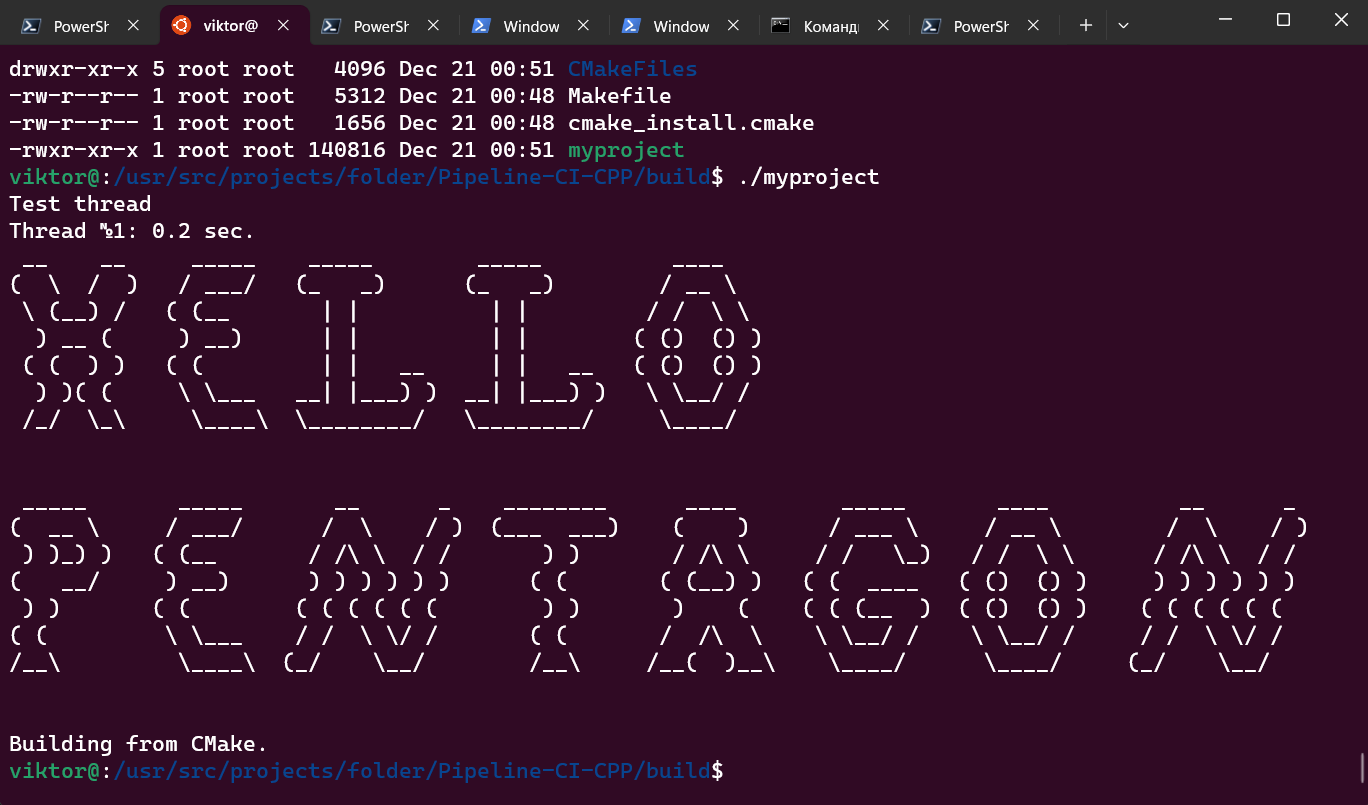 PowerSh viktor@ PowerSh Window Window Команд PowerSh
drwxr-xr-x 5 root root 4096 Dec 21 00:51 CMakeFiles
-rw-r--r-- 1 root root 5312 Dec 21 00:48 Makefile
-rw-r--r-- 1 root root 1656 Dec 21 00:48 cmake_install.cmake
-rwxr-xr-x 1 root root 140816 Dec 21 00:51 myproject
viktor@:/usr/src/projects/folder/Pipeline-CI-CPP/build$ ./myproject
Test thread
Thread №1: 0.2 sec.
HELLO
PENTAGON
Building from CMake.
viktor@:/usr/src/projects/folder/Pipeline-CI-CPP/build$